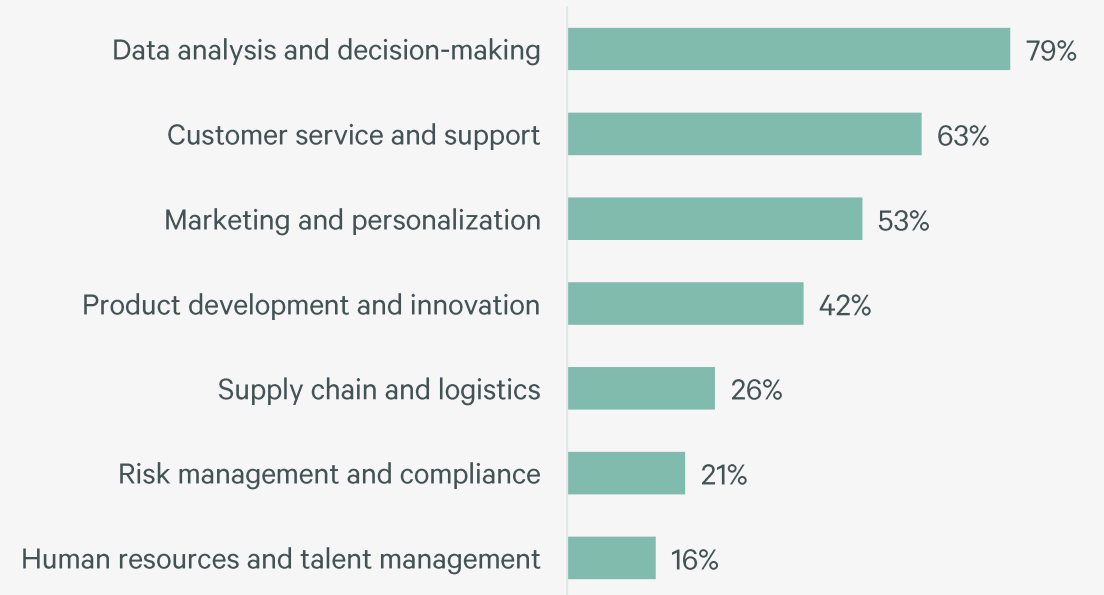 Data analysis and decision-making 79%
Customer service and support 63%
Marketing and personalization 53%
Product development and innovation 42%
Supply chain and logistics 26%
Risk management and compliance 21%
Human resources and talent management 16%